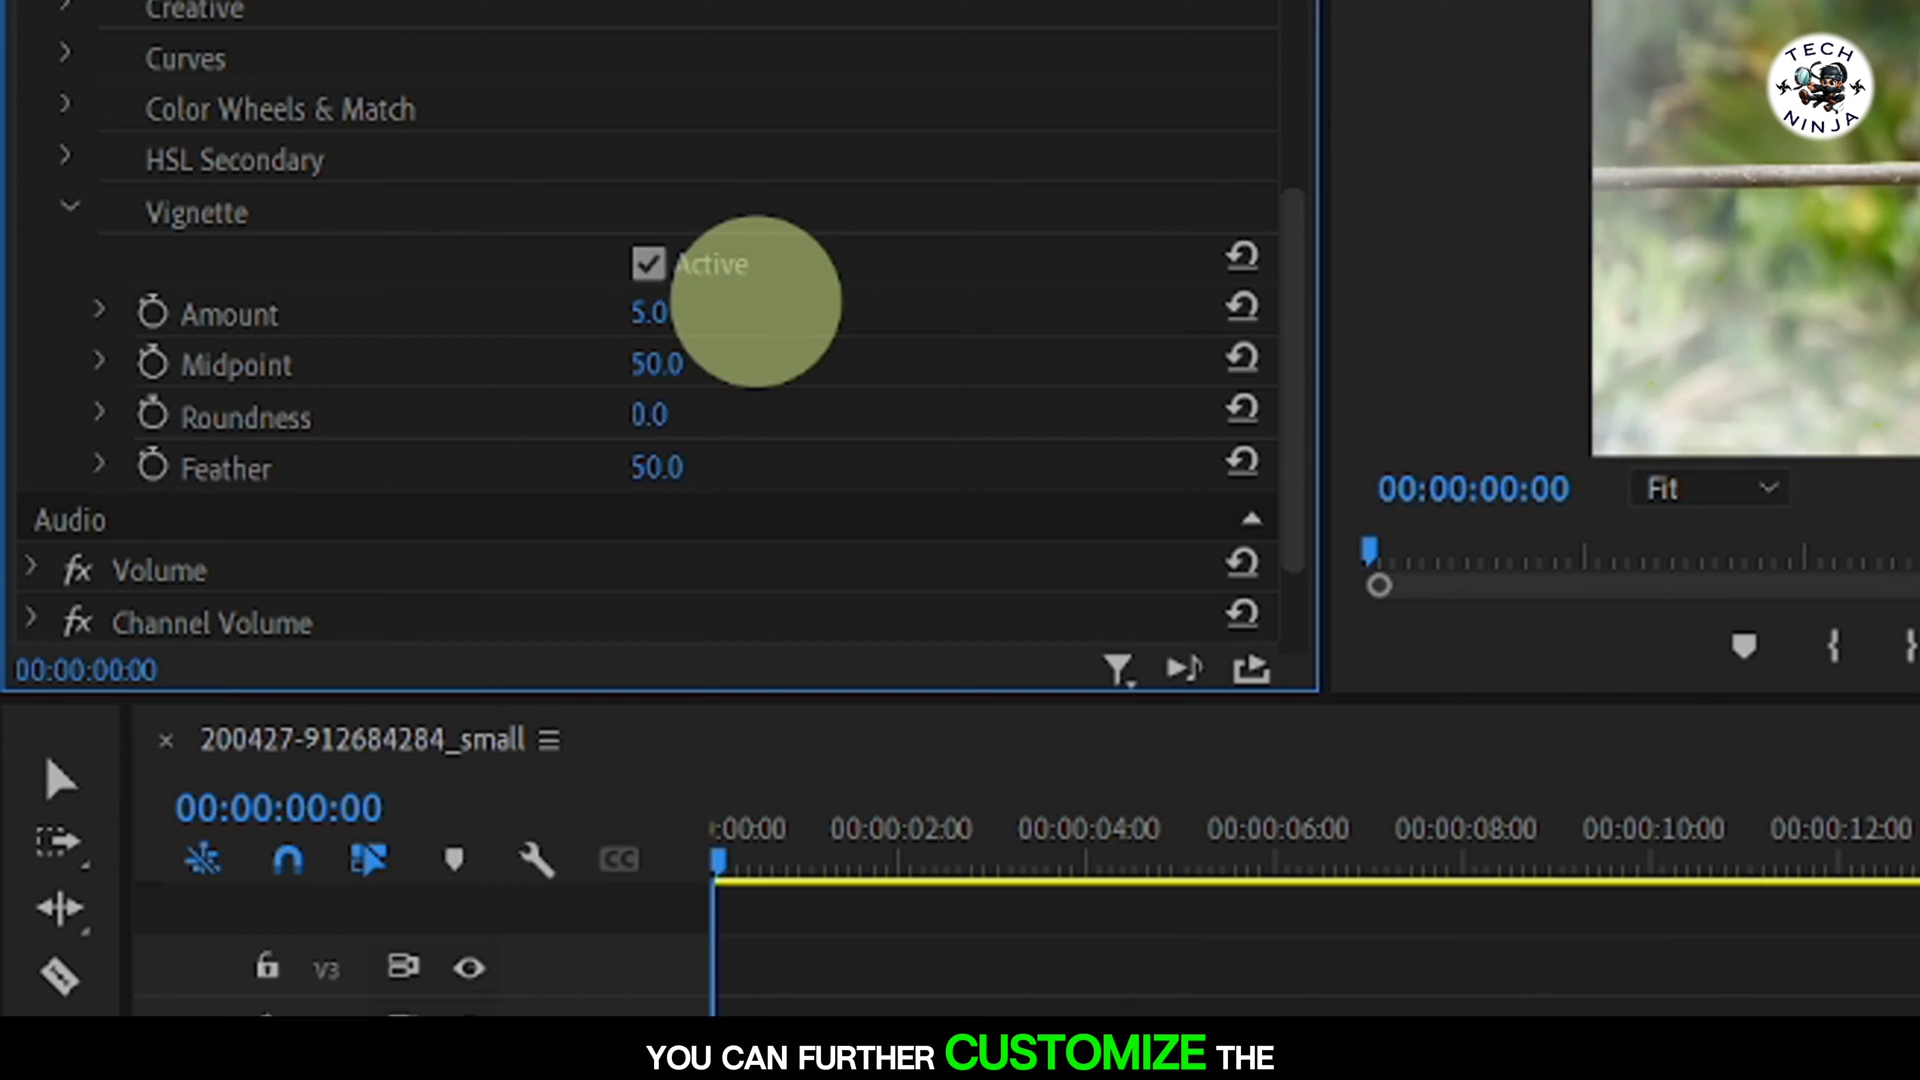 Creative
Curves
Color Wheels & Match
HSL Secondary
Vignette
Active
Amount 5.0
Midpoint 50.0
Roundness 0.0
Feather 50.0
Audio
fx Volume
fx Channel Volume
00:00:00:00
TECH
NINJA
00:00:00:00 Fit
× 200427-912684284_small
00:00:00:00
:00:00 00:00:02:00 00:00:04:00 00:00:06:00 00:00:08:00 00:00:10:00 00:00:12:00
CC
V3
YOU CAN FURTHER CUSTOMIZE THE